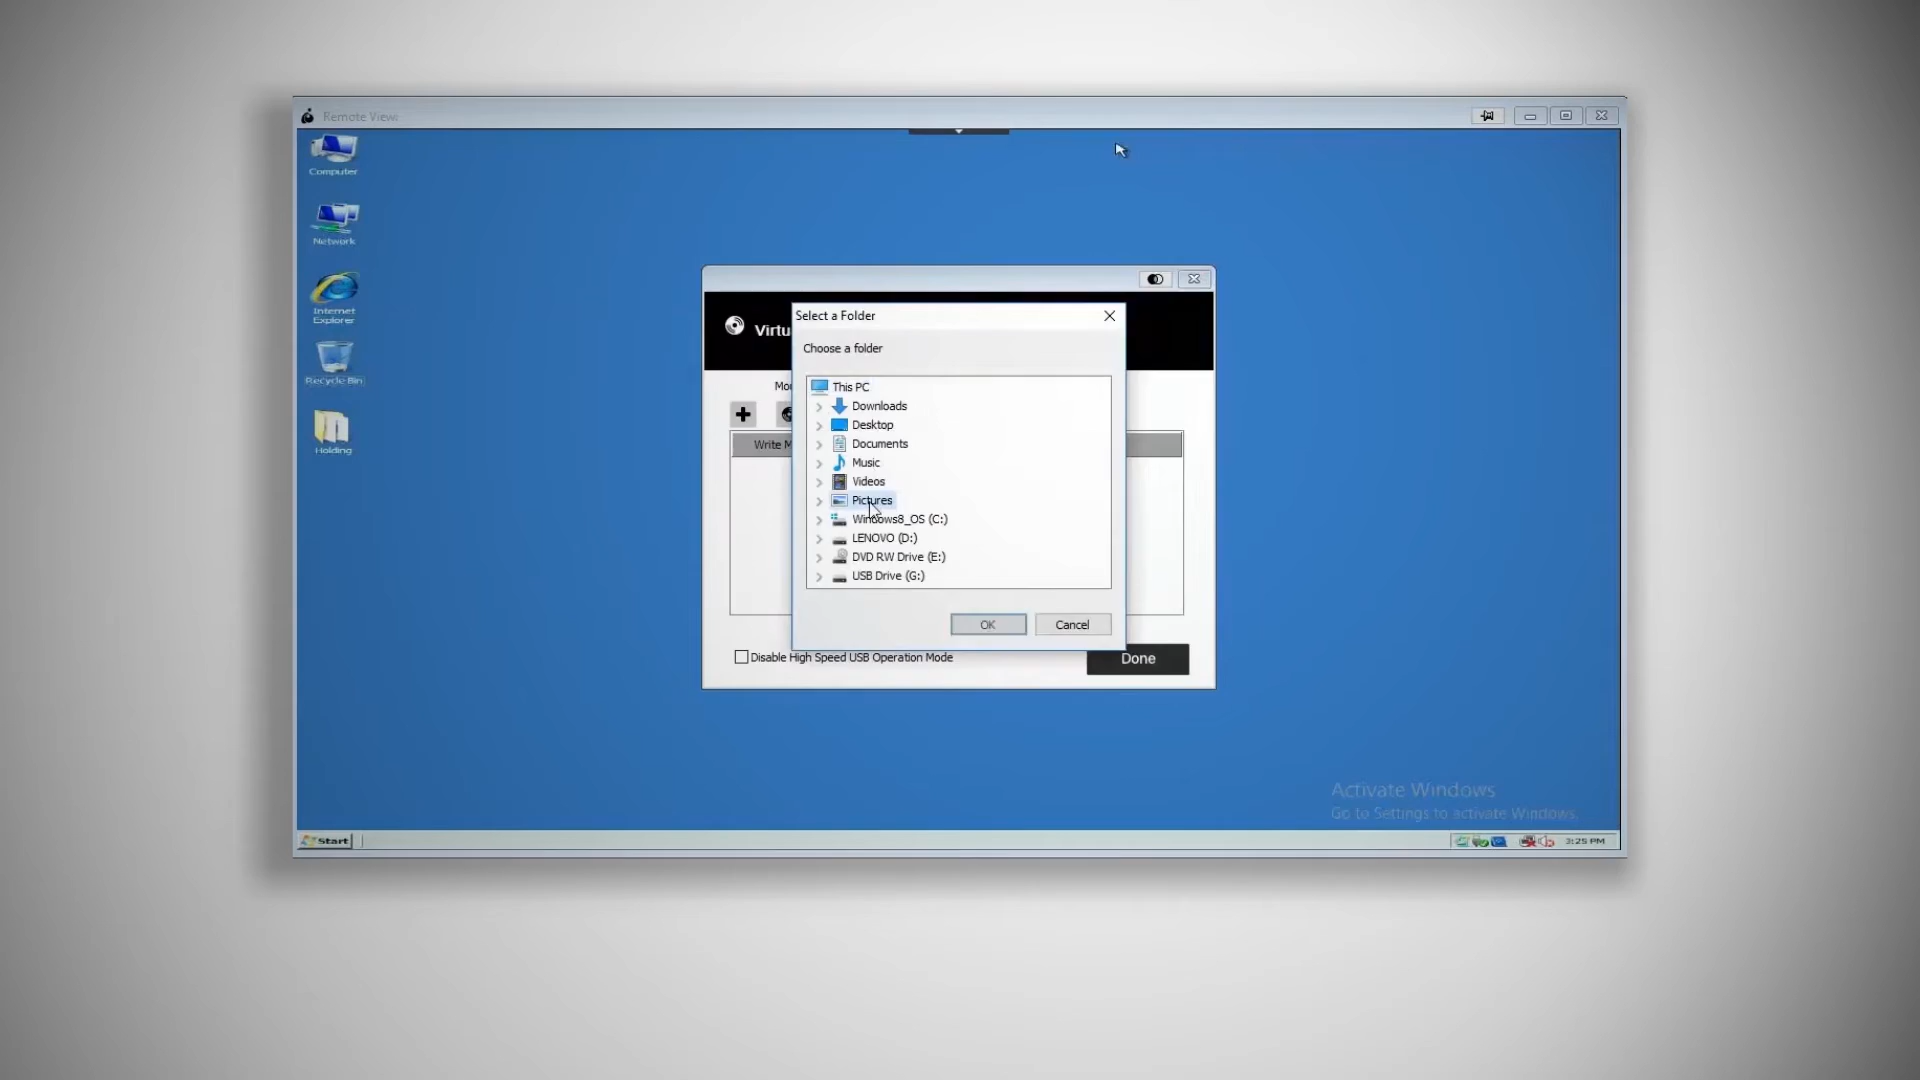 Remote View
Computer
Network
Internet
Explorer
Recycle Bin
Holding
Virtu
Select a Folder
Choose a folder
Mo
This PC
Downloads
Desktop
Documents
Music
Videos
Pictures
Windows8_OS (C:)
LENOVO (D:)
DVD RW Drive (E:)
USB Drive (G:)
Write M
OK
Cancel
Disable High Speed USB Operation Mode
Done
Activate Windows
Go to Settings to activate Windows.
Start
3:25 PM